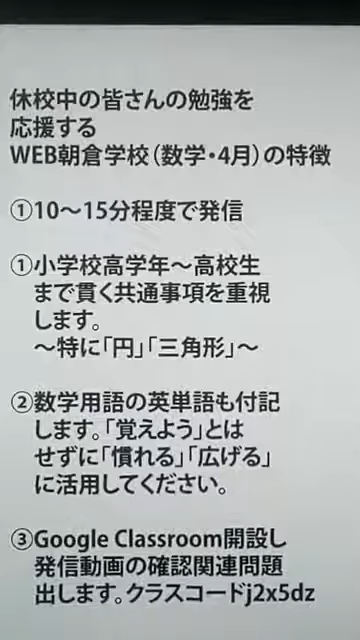 休校中の皆さんの勉強を
応援する
WEB朝倉学校（数学・4月）の特徴
①10～15分程度で発信
①小学校高学年～高校生
まで貫く共通事項を重視
します。
～特に「円」「三角形」～
②数学用語の英単語も付記
します。「覚えよう」とは
せずに「慣れる」「広げる」
に活用してください。
③Google Classroom開設し
発信動画の確認関連問題
出します。クラスコードj2x5dz